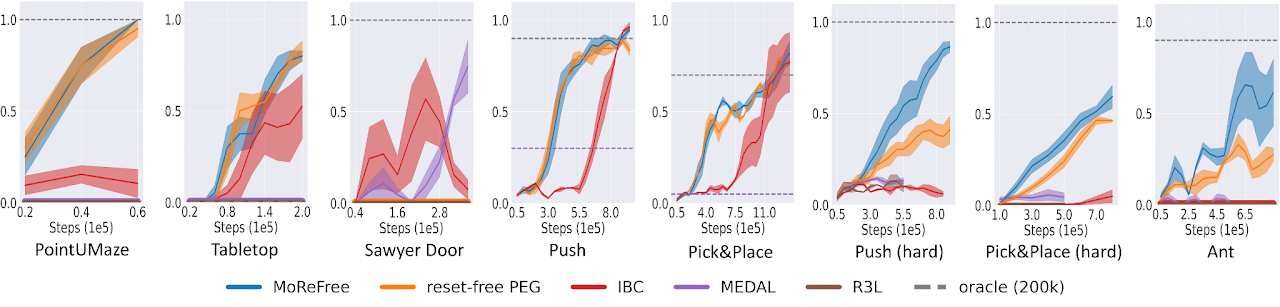 1.0 0.5 0.0 0.2 0.4 0.6 Steps (1e5) PointUMaze
1.0 0.5 0.0 0.2 0.8 1.4 2.0 Steps (1e5) Tabletop
1.0 0.5 0.0 0.4 1.6 2.8 Steps (1e5) Sawyer Door
1.0 0.5 0.0 0.5 3.0 5.5 8.0 Steps (1e5) Push
1.0 0.5 0.0 0.5 4.0 7.5 11.0 Steps (1e5) Pick&Place
1.0 0.5 0.0 0.5 3.0 5.5 8.0 Steps (1e5) Push (hard)
1.0 0.5 0.0 1.0 3.0 5.0 7.0 Steps (1e5) Pick&Place (hard)
1.0 0.5 0.0 0.5 2.5 4.5 6.5 Steps (1e5) Ant
MoReFree reset-free PEG IBC MEDAL R3L oracle (200k)